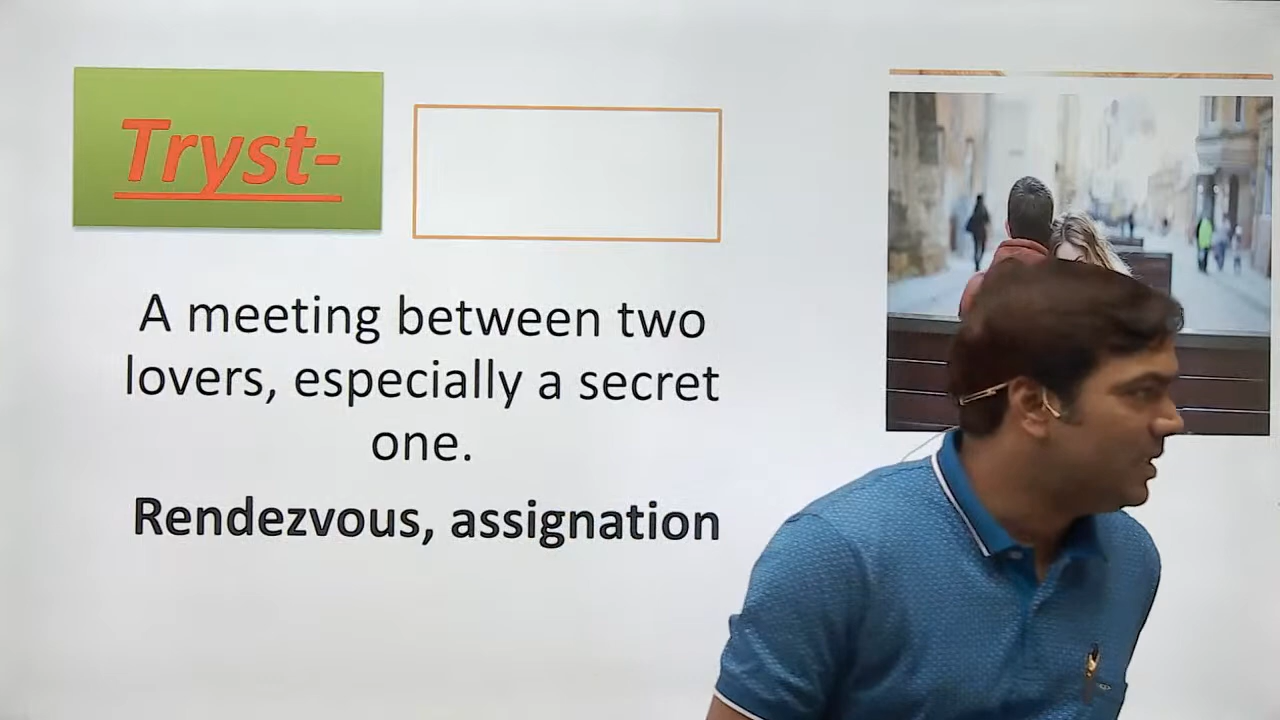 Tryst-
A meeting between two
lovers, especially a secret
one.
Rendezvous, assignation